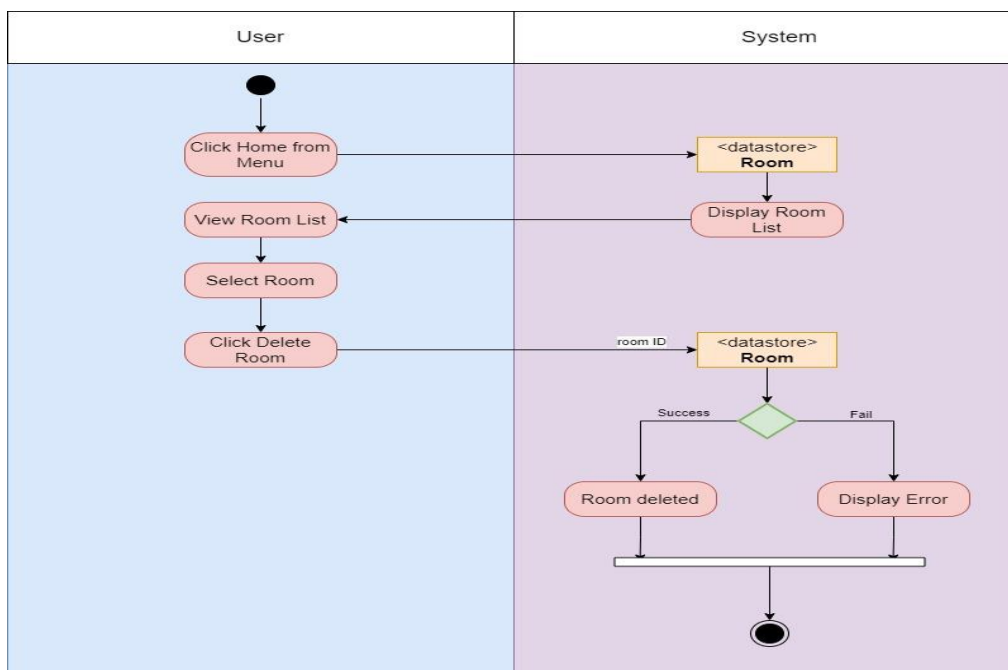 User
System
Click Home from
Menu
<datastore>
Room
View Room List
Display Room
List
Select Room
Click Delete
Room
room ID
<datastore>
Room
Success
Fail
Room deleted
Display Error